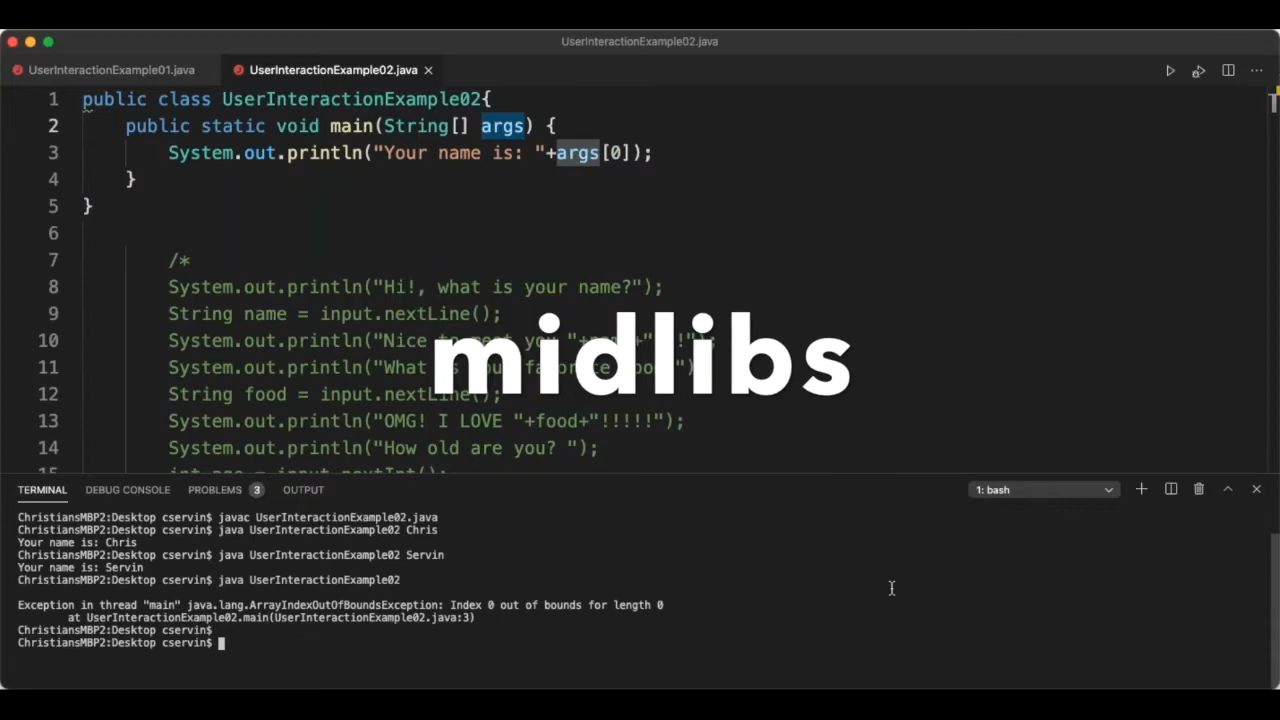 UserInteractionExample02.java
UserInteractionExample01.java
UserInteractionExample02.java
1 public class UserInteractionExample02{
2 public static void main(String[] args) {
3 System.out.println("Your name is: "+args[0]);
4 }
5 }
6
7 /*
8 System.out.println("Hi!, what is your name?");
9 String name = input.nextLine();
10 System.out.println("Nice to
11 System.out.println("What
12 String food = input.nextLine();
13 System.out.println("OMG! I LOVE "+food+"!!!!!");
14 System.out.println("How old are you? ");
15 int age = input.nextInt();
midlibs
TERMINAL DEBUG CONSOLE PROBLEMS 3 OUTPUT 1: bash
ChristiansMBP2:Desktop cservin$ javac UserInteractionExample02.java
ChristiansMBP2:Desktop cservin$ java UserInteractionExample02 Chris
Your name is: Chris
ChristiansMBP2:Desktop cservin$ java UserInteractionExample02 Servin
Your name is: Servin
ChristiansMBP2:Desktop cservin$ java UserInteractionExample02
Exception in thread "main" java.lang.ArrayIndexOutOfBoundsException: Index 0 out of bounds for length 0
at UserInteractionExample02.main(UserInteractionExample02.java:3)
ChristiansMBP2:Desktop cservin$
ChristiansMBP2:Desktop cservin$